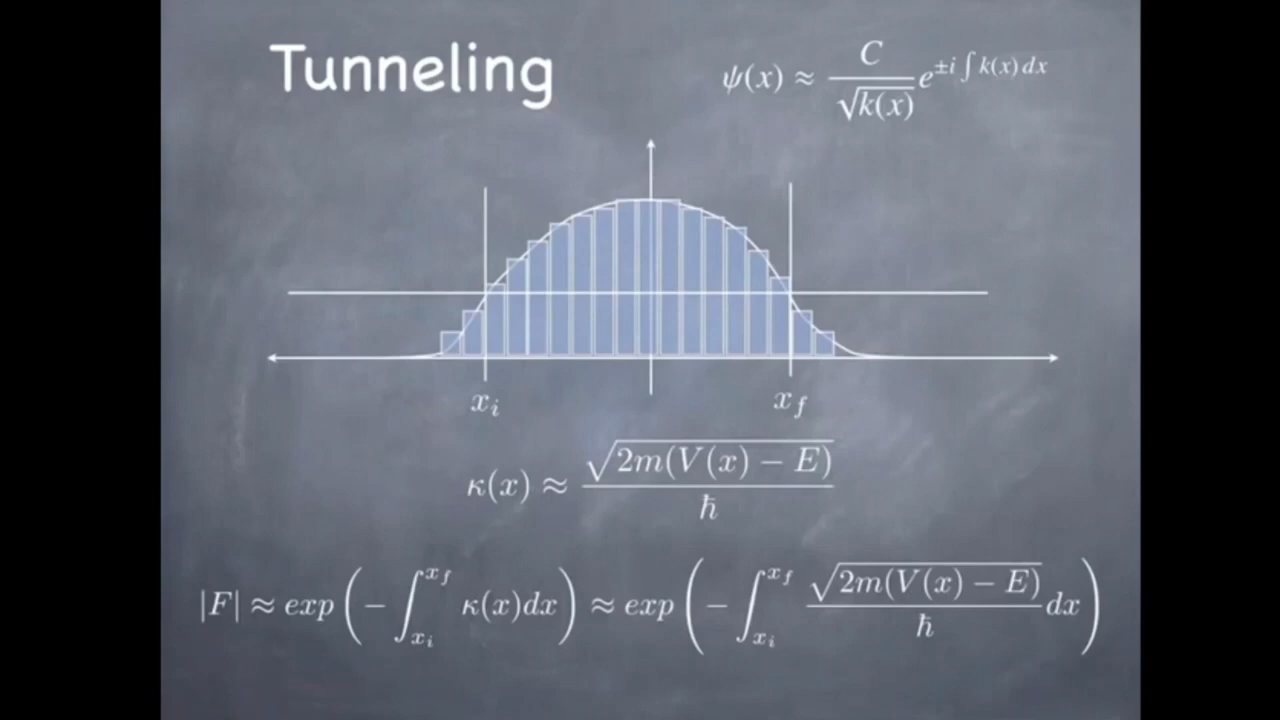 Tunneling
ψ(x) ≈ C/√k(x) e^{±i ∫ k(x) dx}
x_i
x_f
κ(x) ≈ √(2m(V(x) − E))/ħ
|F| ≈ exp(−∫_{x_i}^{x_f} κ(x)dx) ≈ exp(−∫_{x_i}^{x_f} √(2m(V(x) − E))/ħ dx)